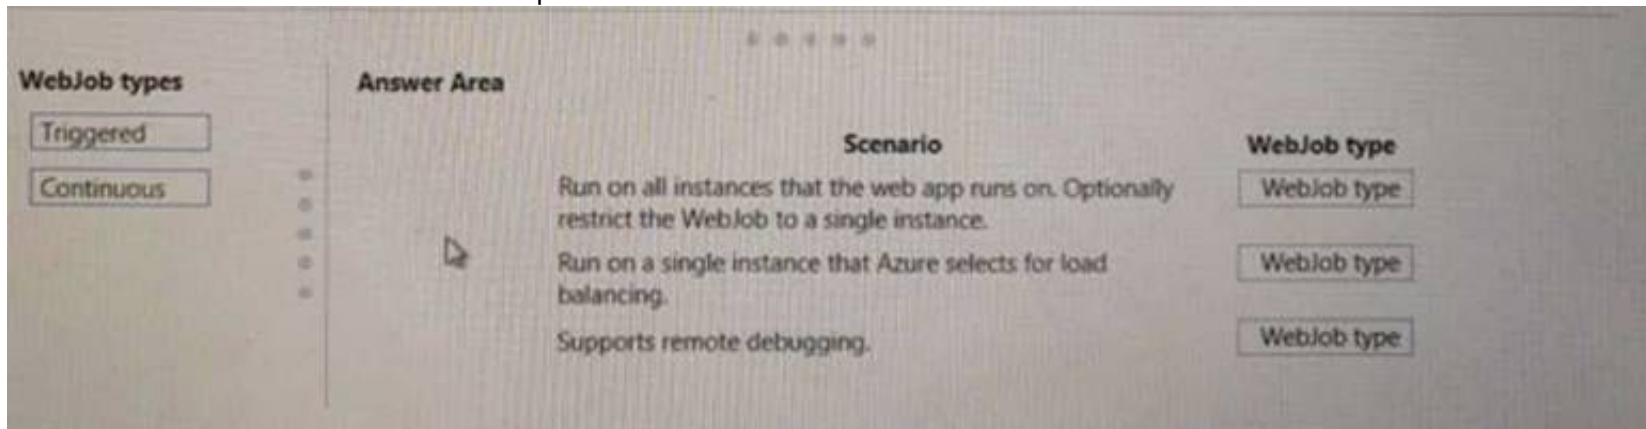 WebJob types
Answer Area
Triggered
Continuous
Scenario
WebJob type
Run on all instances that the web app runs on. Optionally
restrict the WebJob to a single instance.
WebJob type
Run on a single instance that Azure selects for load
balancing.
WebJob type
Supports remote debugging.
WebJob type